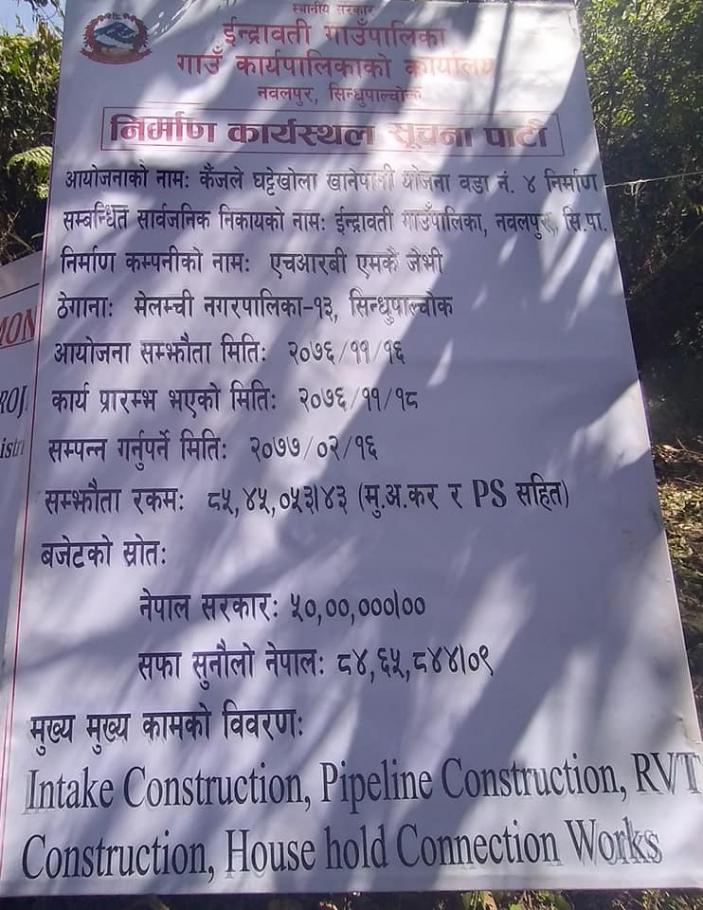 स्थानीय सरकार
ईन्द्रावती गाउँपालिका
गाउँ कार्यपालिकाको कार्यालय
नवलपुर, सिन्धुपाल्चोक
निर्माण कार्यस्थल सूचना पाटी
आयोजनाको नाम: कैंजले घट्टेखोला खानेपानी योजना वडा नं. ४ निर्माण
सम्बन्धित सार्वजनिक निकायको नाम: ईन्द्रावती गाउँपालिका, नवलपुर, सि.पा.
निर्माण कम्पनीको नाम: एचआरबी एमकै जेभी
ठेगाना: मेलम्ची नगरपालिका-१३, सिन्धुपाल्चोक
आयोजना सम्झौता मिति: २०७६/११/१६
कार्य प्रारम्भ भएको मिति: २०७६/११/१८
सम्पन्न गर्नुपर्ने मिति: २०७७/०२/१६
सम्झौता रकम: ८५,४५,०५३।४३ (मु.अ.कर र PS सहित)
बजेटको स्रोत:
नेपाल सरकार: ५०,००,०००।००
सफा सुनौलो नेपाल: ८४,६५,८४४।०९
मुख्य मुख्य कामको विवरण:
Intake Construction, Pipeline Construction, RVT
Construction, House hold Connection Works